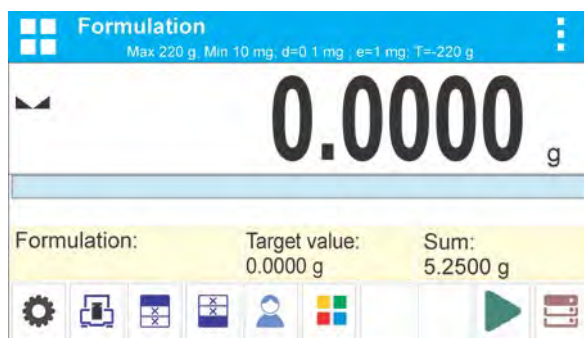 Formulation
Max 220 g; Min 10 mg; d=0.1 mg ; e=1 mg; T=-220 g
0.0000 g
Formulation: Target value: Sum:
0.0000 g 5.2500 g